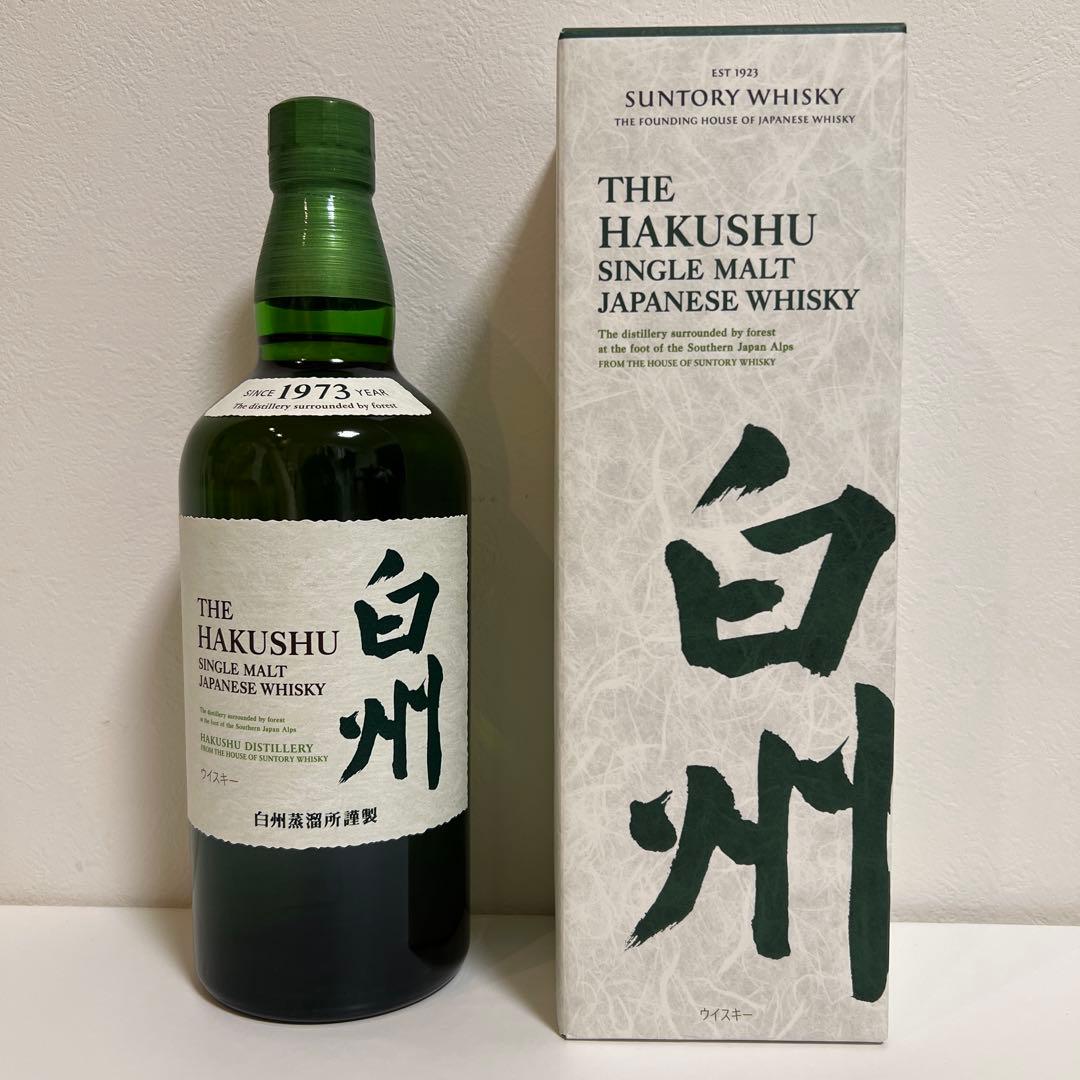 SINCE 1973 YEAR
The distillery surrounded by forest
白州
THE
HAKUSHU
SINGLE MALT
JAPANESE WHISKY
The distillery surrounded by forest
at the foot of the Southern Japan Alps
HAKUSHU DISTILLERY
FROM THE HOUSE OF SUNTORY WHISKY
ウイスキー
白州蒸溜所謹製
EST 1923
SUNTORY WHISKY
THE FOUNDING HOUSE OF JAPANESE WHISKY
THE
HAKUSHU
SINGLE MALT
JAPANESE WHISKY
The distillery surrounded by forest
at the foot of the Southern Japan Alps
FROM THE HOUSE OF SUNTORY WHISKY
白州
ウイスキー